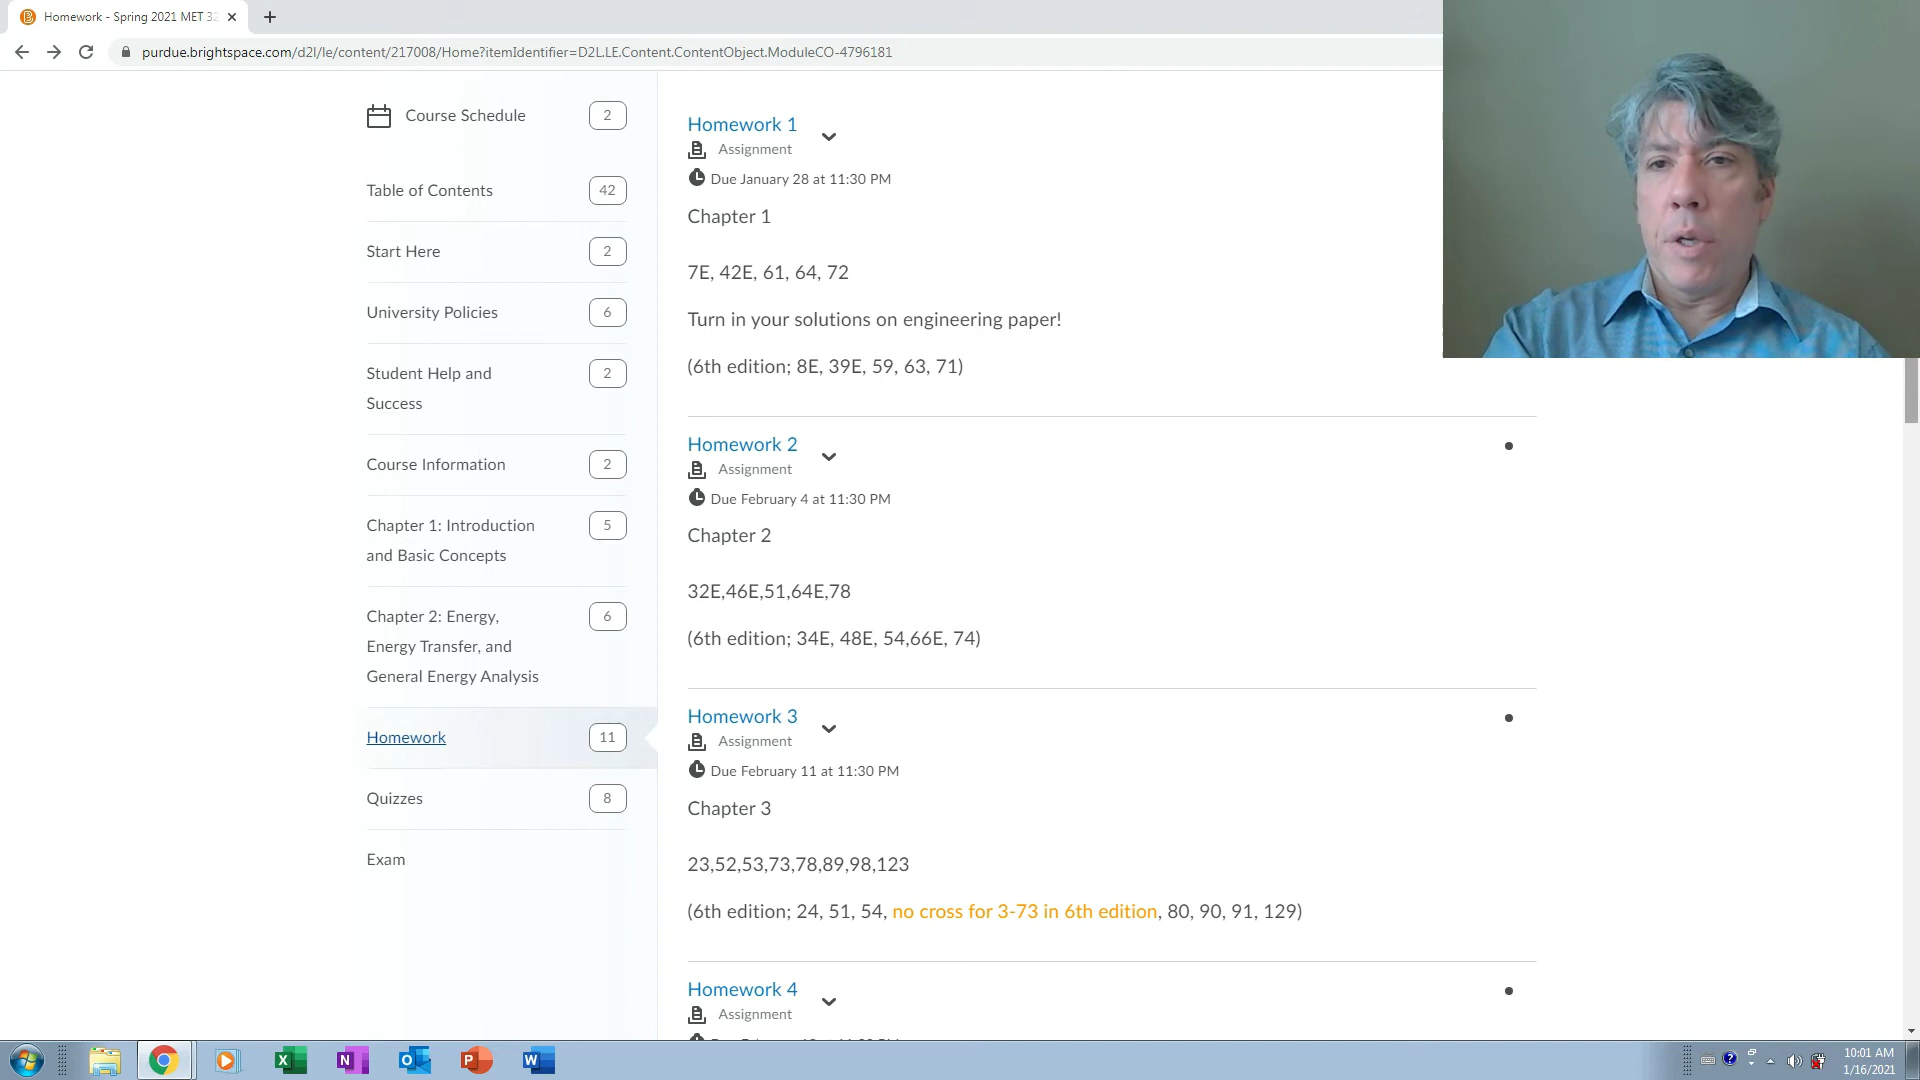 Homework - Spring 2021 MET 32
purdue.brightspace.com/d2l/le/content/217008/Home?itemIdentifier=D2L.LE.Content.ContentObject.ModuleCO-4796181
Course Schedule 2
Table of Contents 42
Start Here 2
University Policies 6
Student Help and
Success 2
Course Information 2
Chapter 1: Introduction
and Basic Concepts 5
Chapter 2: Energy,
Energy Transfer, and
General Energy Analysis 6
Homework 11
Quizzes 8
Exam
Homework 1
Assignment
Due January 28 at 11:30 PM
Chapter 1
7E, 42E, 61, 64, 72
Turn in your solutions on engineering paper!
(6th edition; 8E, 39E, 59, 63, 71)
Homework 2
Assignment
Due February 4 at 11:30 PM
Chapter 2
32E,46E,51,64E,78
(6th edition; 34E, 48E, 54,66E, 74)
Homework 3
Assignment
Due February 11 at 11:30 PM
Chapter 3
23,52,53,73,78,89,98,123
(6th edition; 24, 51, 54, no cross for 3-73 in 6th edition, 80, 90, 91, 129)
Homework 4
Assignment
10:01 AM
1/16/2021